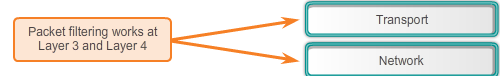 Packet filtering works at
Layer 3 and Layer 4
Transport
Network